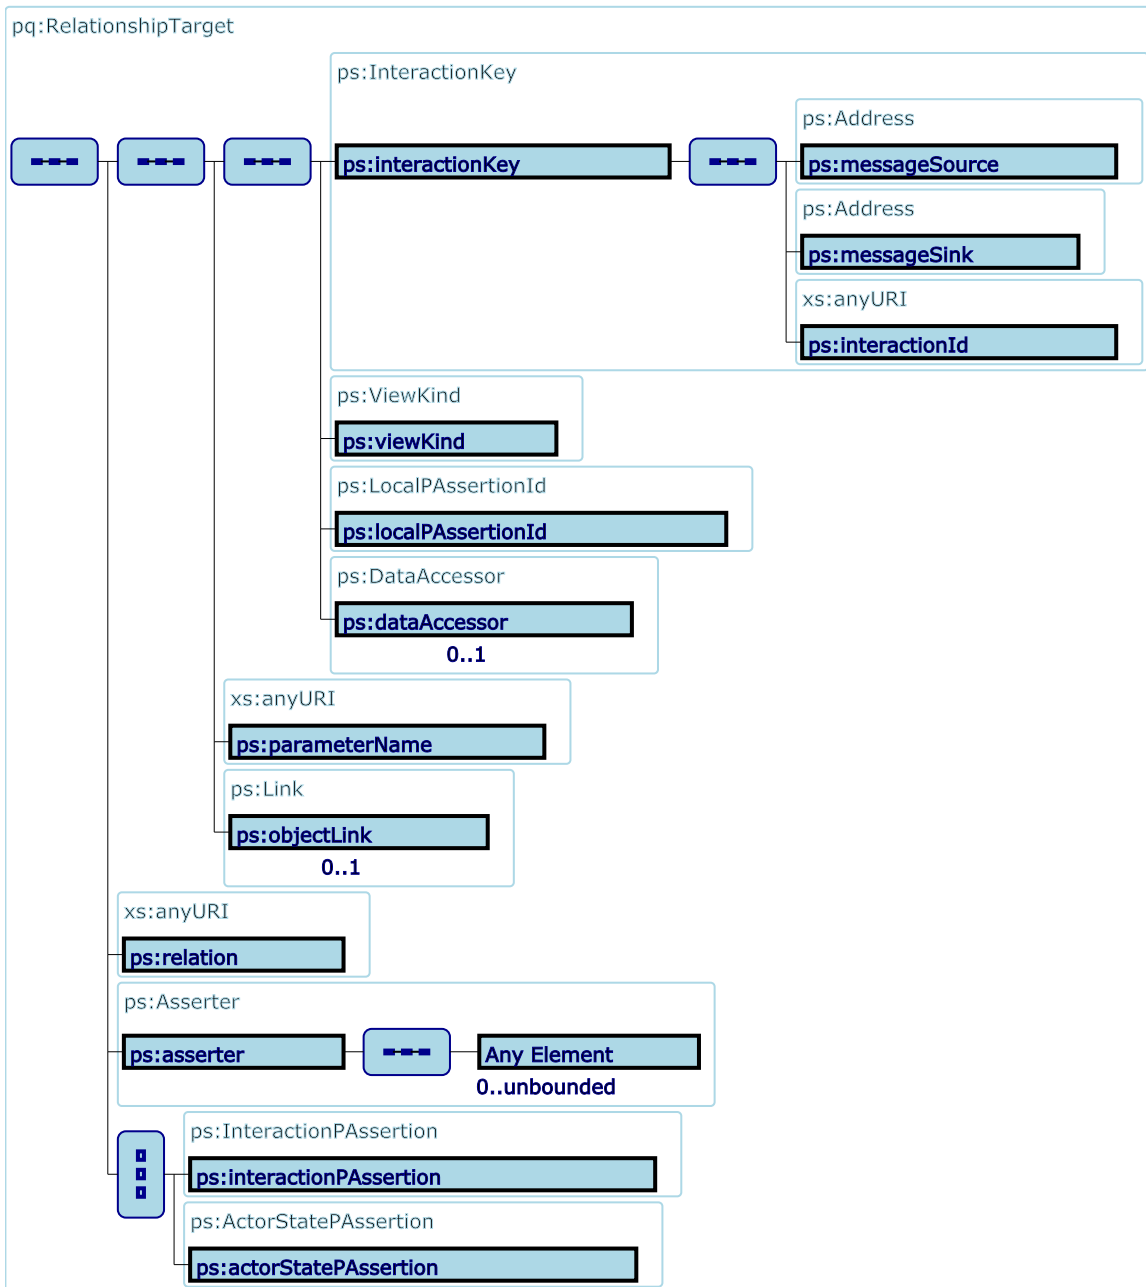 pq:RelationshipTarget
ps:InteractionKey
ps:interactionKey
ps:Address
ps:messageSource
ps:Address
ps:messageSink
xs:anyURI
ps:interactionId
ps:ViewKind
ps:viewKind
ps:LocalPAssertionId
ps:localPAssertionId
ps:DataAccessor
ps:dataAccessor
0..1
xs:anyURI
ps:parameterName
ps:Link
ps:objectLink
0..1
xs:anyURI
ps:relation
ps:Asserter
ps:asserter
Any Element
0..unbounded
ps:InteractionPAssertion
ps:interactionPAssertion
ps:ActorStatePAssertion
ps:actorStatePAssertion